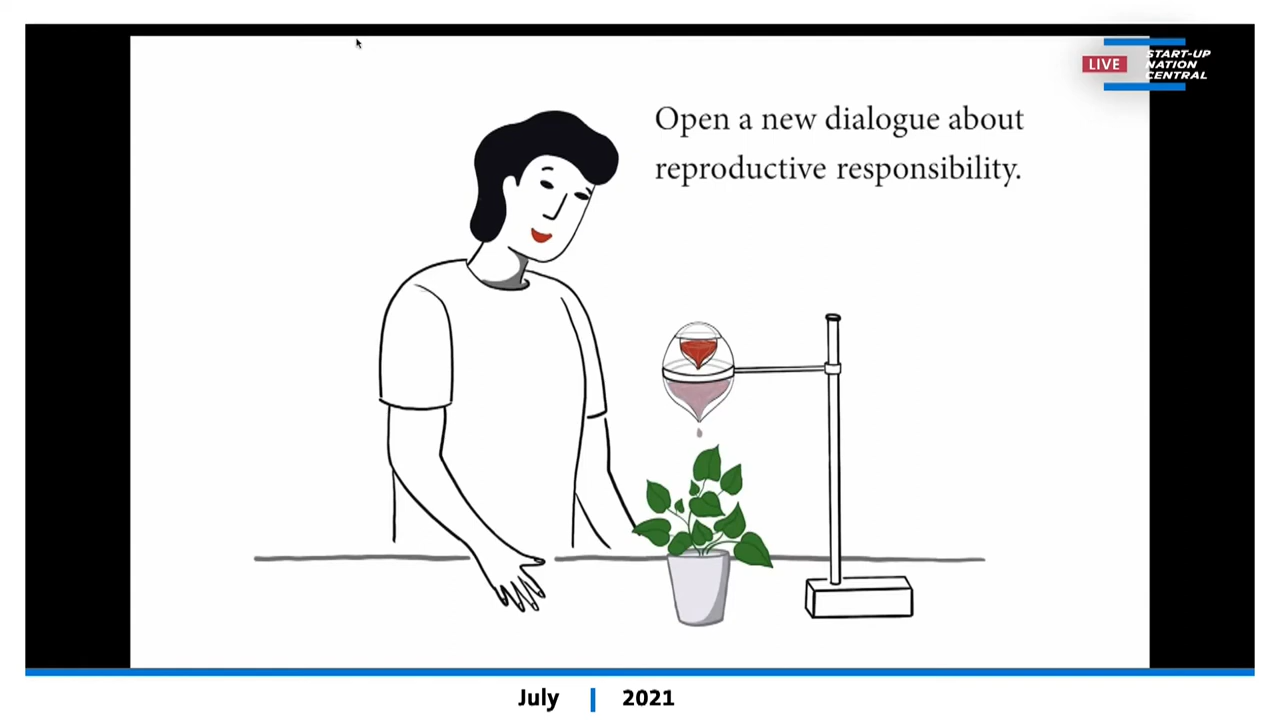 LIVE
START-UP
NATION
CENTRAL
Open a new dialogue about
reproductive responsibility.
July | 2021